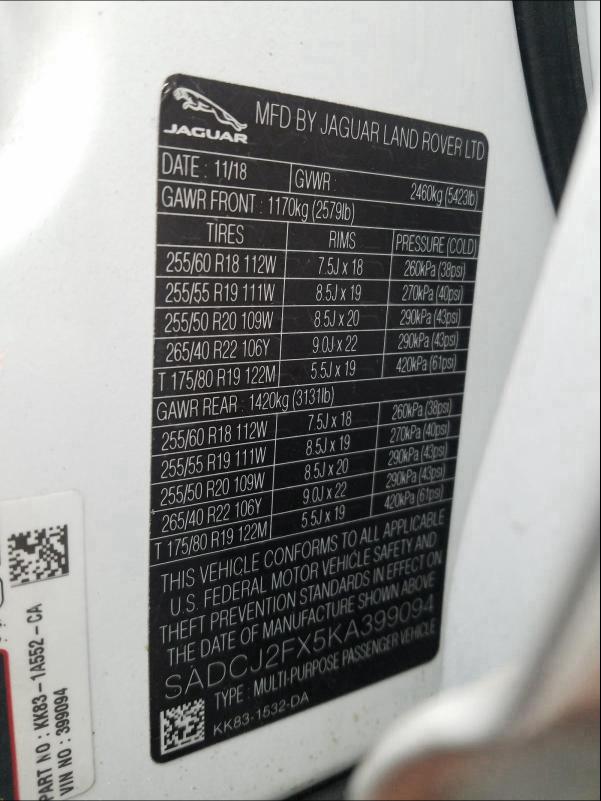 JAGUAR
MFD BY JAGUAR LAND ROVER LTD
DATE : 11/18 GVWR : 2460kg (5423lb)
GAWR FRONT : 1170kg (2579lb)
TIRES RIMS PRESSURE (COLD)
255/60 R18 112W 7.5J x 18 260kPa (38psi)
255/55 R19 111W 8.5J x 19 270kPa (40psi)
255/50 R20 109W 8.5J x 20 290kPa (43psi)
265/40 R22 106Y 9.0J x 22 290kPa (43psi)
T 175/80 R19 122M 5.5J x 19 420kPa (61psi)
GAWR REAR : 1420kg (3131lb)
255/60 R18 112W 7.5J x 18 260kPa (38psi)
255/55 R19 111W 8.5J x 19 270kPa (40psi)
255/50 R20 109W 8.5J x 20 290kPa (43psi)
265/40 R22 106Y 9.0J x 22 290kPa (43psi)
T 175/80 R19 122M 5.5J x 19 420kPa (61psi)
THIS VEHICLE CONFORMS TO ALL APPLICABLE
U.S. FEDERAL MOTOR VEHICLE SAFETY AND
THEFT PREVENTION STANDARDS IN EFFECT ON
THE DATE OF MANUFACTURE SHOWN ABOVE
SADCJ2FX5KA399094
TYPE : MULTI-PURPOSE PASSENGER VEHICLE
KK83-1532-DA
PART NO : KK83-1A552-CA
VIN NO : 399094